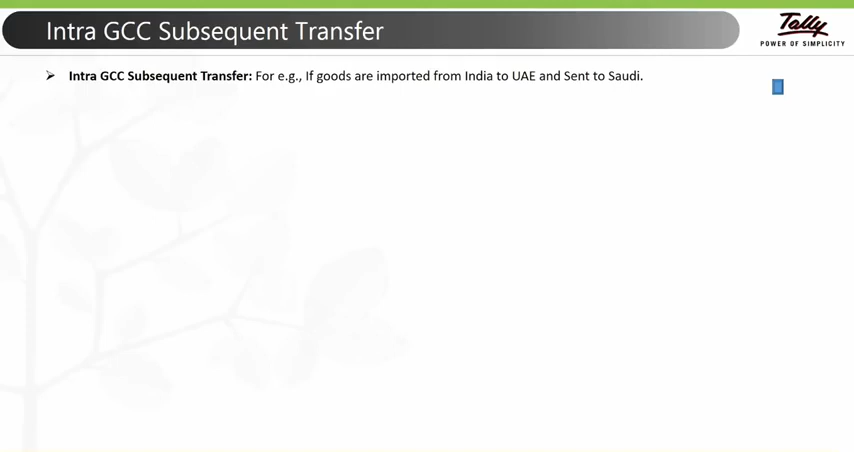 Intra GCC Subsequent Transfer
Tally
POWER OF SIMPLICITY
➤ Intra GCC Subsequent Transfer: For e.g., If goods are imported from India to UAE and Sent to Saudi.